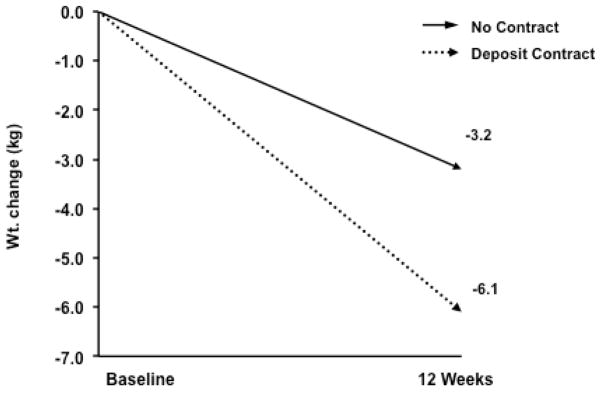 0.0
-1.0
-2.0
-3.0
-4.0
-5.0
-6.0
-7.0
Wt. change (kg)
No Contract
Deposit Contract
-3.2
-6.1
Baseline
12 Weeks